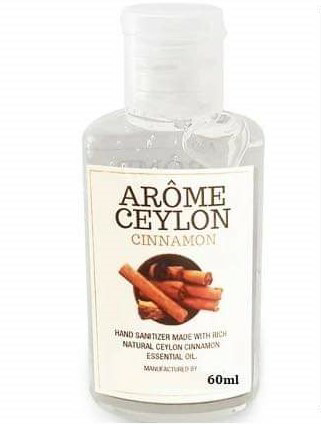 ARÔME
CEYLON
CINNAMON
HAND SANITIZER MADE WITH RICH
NATURAL CEYLON CINNAMON
ESSENTIAL OIL.
MANUFACTURED BY
60ml